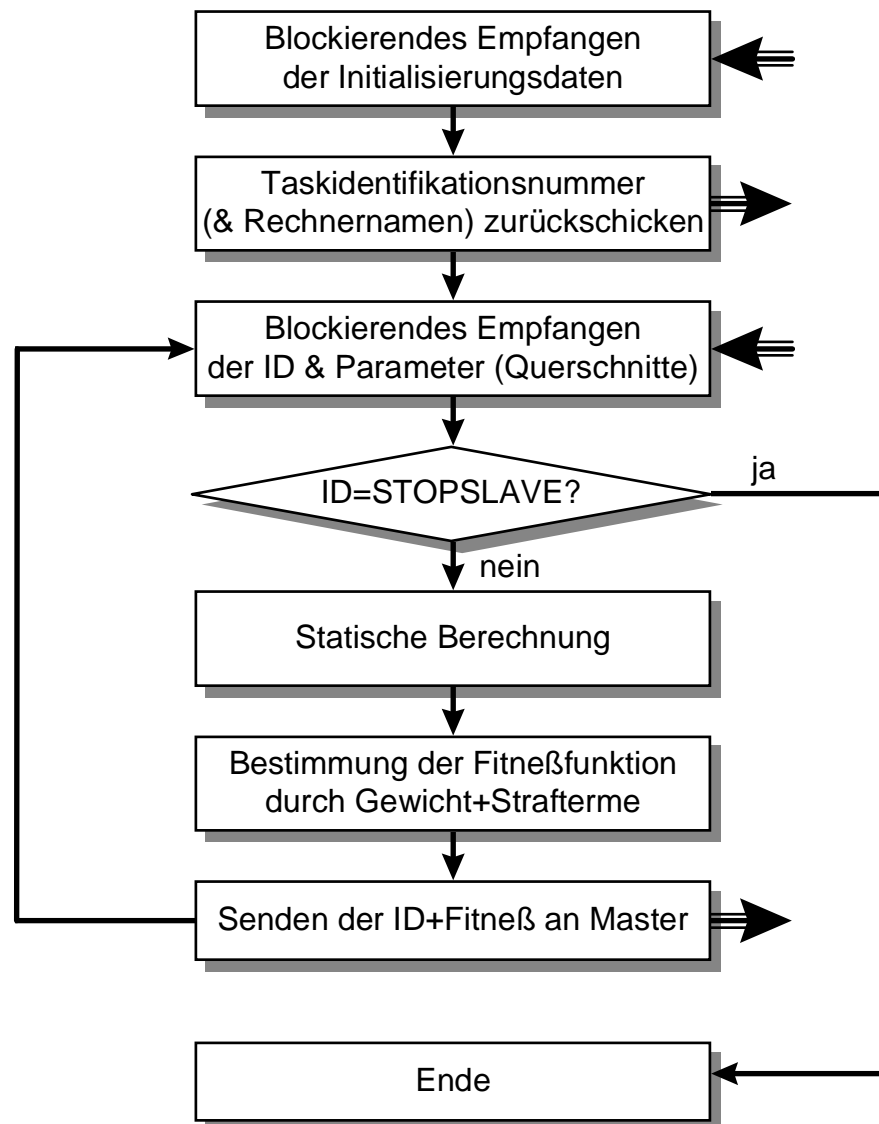 Blockierendes Empfangen
der Initialisierungsdaten
Taskidentifikationsnummer
(& Rechnernamen) zurückschicken
Blockierendes Empfangen
der ID & Parameter (Querschnitte)
ID=STOPSLAVE?
ja
nein
Statische Berechnung
Bestimmung der Fitneßfunktion
durch Gewicht+Strafterme
Senden der ID+Fitneß an Master
Ende